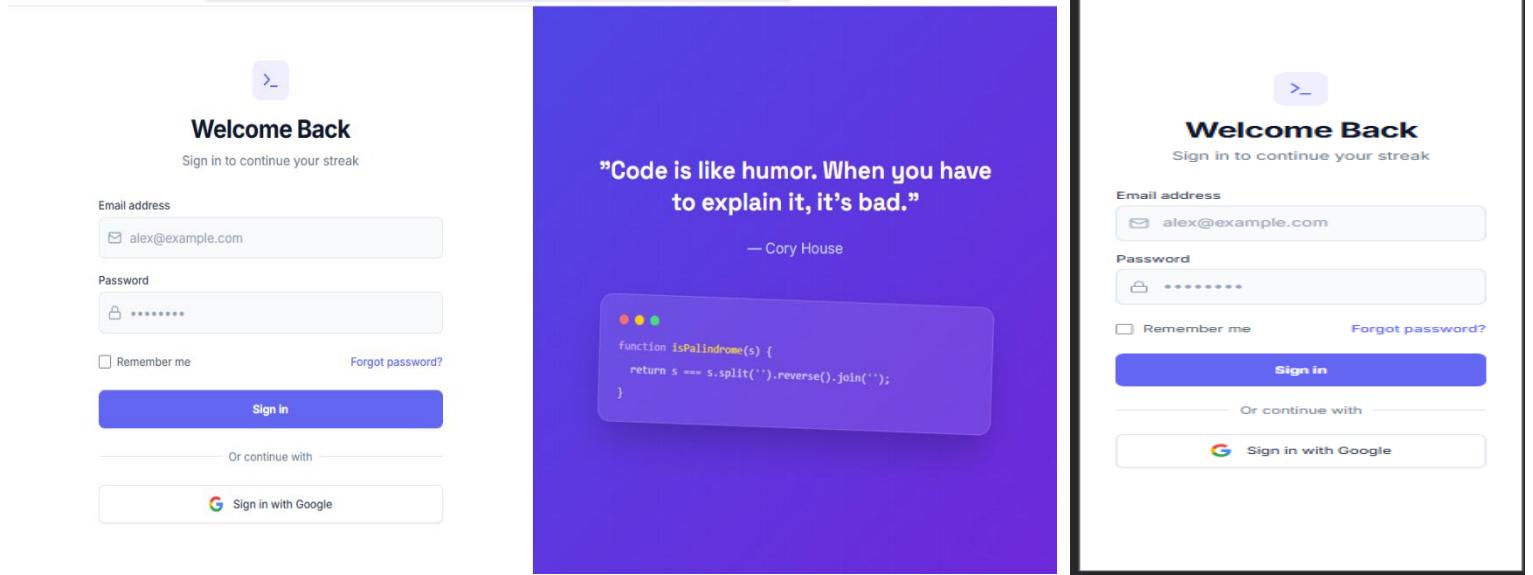 >_
Welcome Back
Sign in to continue your streak
Email address
alex@example.com
Password
••••••••
Remember me
Forgot password?
Sign in
Or continue with
Sign in with Google
”Code is like humor. When you have
to explain it, it’s bad.”
— Cory House
function isPalindrome(s) {
return s === s.split('').reverse().join('');
}
>_
Welcome Back
Sign in to continue your streak
Email address
alex@example.com
Password
••••••••
Remember me
Forgot password?
Sign in
Or continue with
Sign in with Google